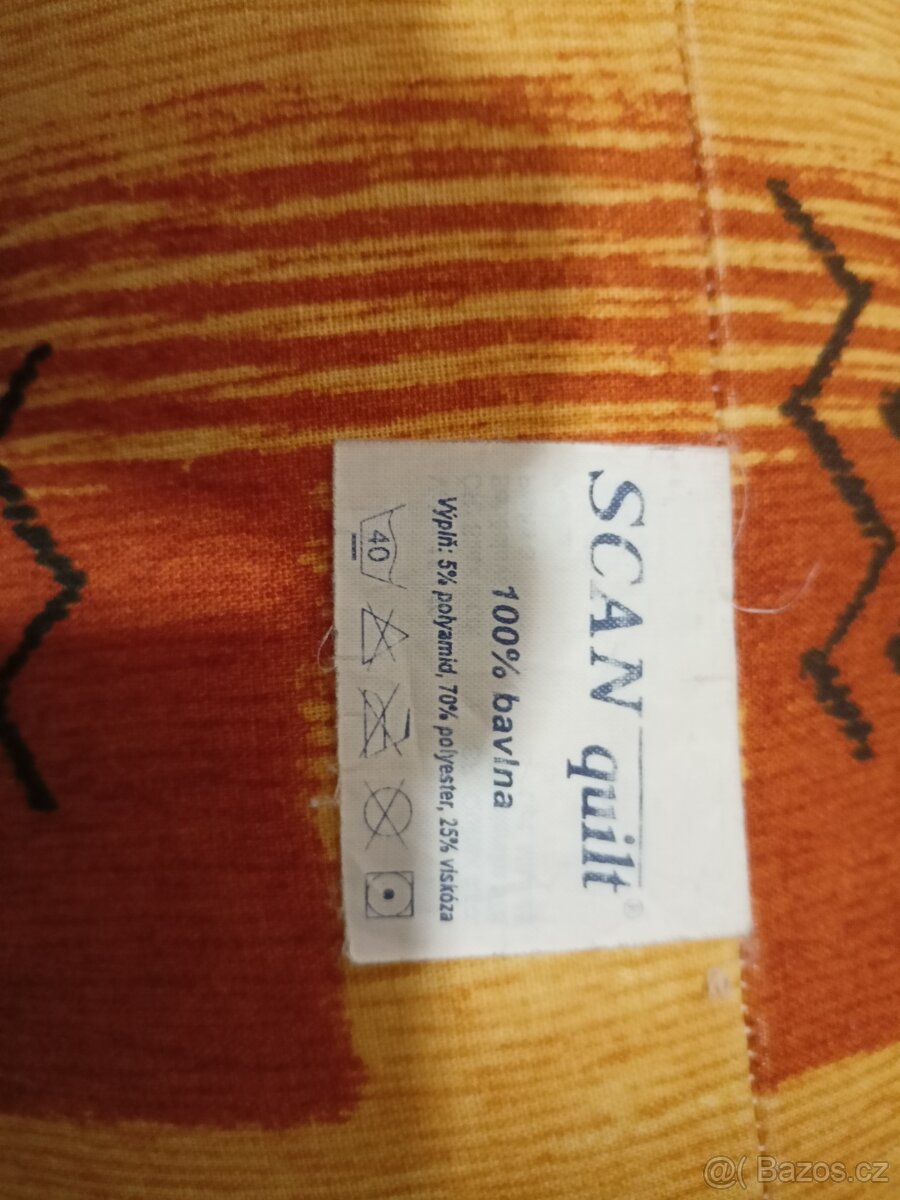 SCAN quilt®
100% bavlna
Výplň: 5% polyamid, 70% polyester, 25% viskóza
40
@( Bazos.cz